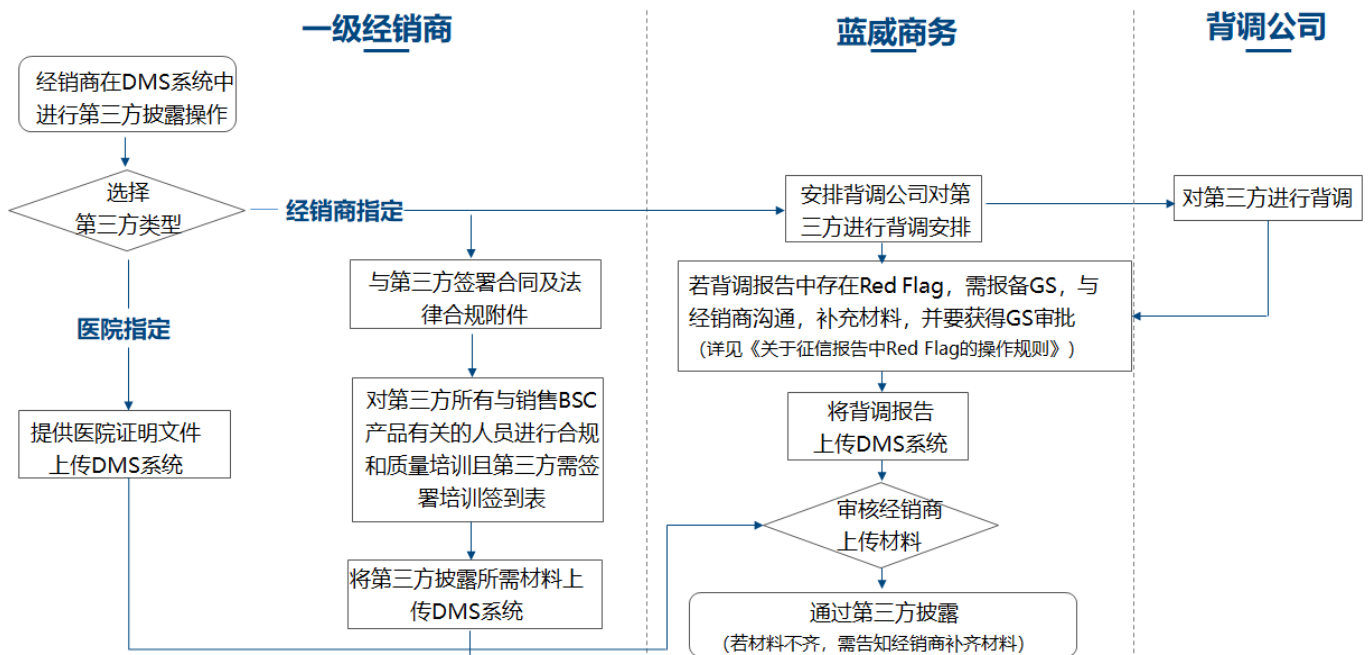 一级经销商
蓝威商务
背调公司
经销商在DMS系统中
进行第三方披露操作
选择
第三方类型
经销商指定
安排背调公司对第
三方进行背调安排
对第三方进行背调
与第三方签署合同及法
律合规附件
若背调报告中存在Red Flag，需报备GS，与
经销商沟通，补充材料，并要获得GS审批
（详见《关于征信报告中Red Flag的操作规则》）
医院指定
对第三方所有与销售BSC
产品有关的人员进行合规
和质量培训且第三方需签
署培训签到表
将背调报告
上传DMS系统
提供医院证明文件
上传DMS系统
审核经销商
上传材料
将第三方披露所需材料上
传DMS系统
通过第三方披露
（若材料不齐，需告知经销商补齐材料）